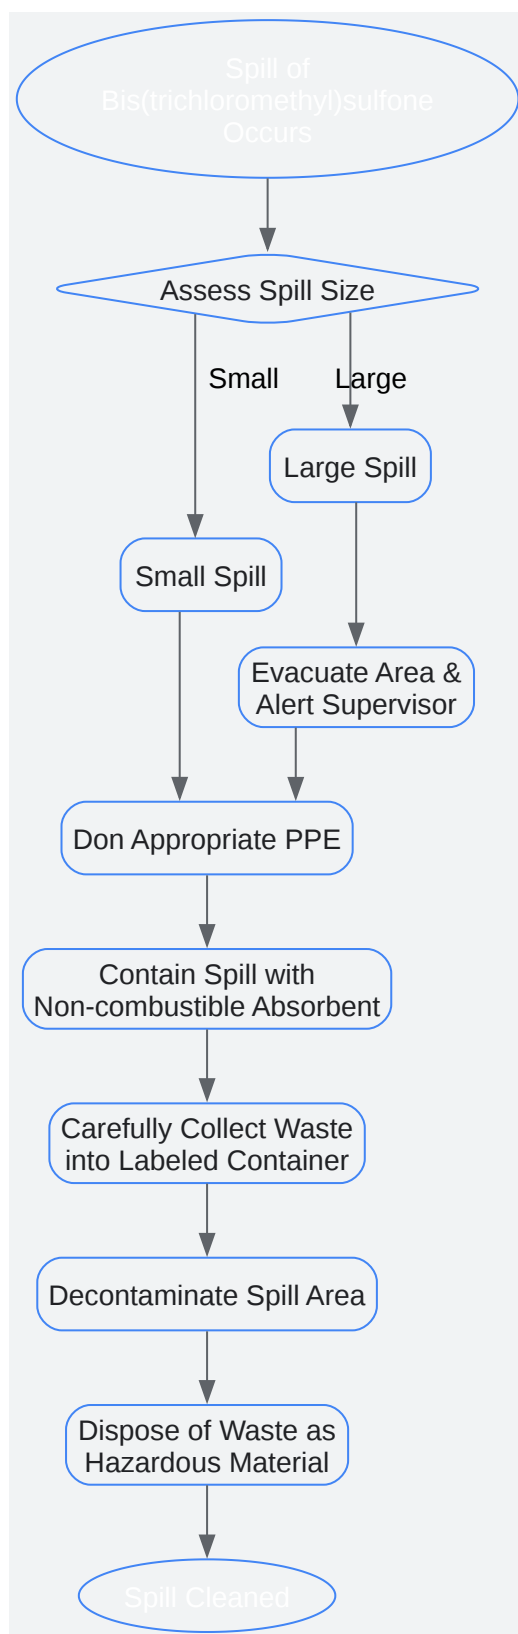 Spill of
Bis(trichloromethyl)sulfone
Occurs
Assess Spill Size
Small
Large
Large Spill
Small Spill
Evacuate Area &
Alert Supervisor
Don Appropriate PPE
Contain Spill with
Non-combustible Absorbent
Carefully Collect Waste
into Labeled Container
Decontaminate Spill Area
Dispose of Waste as
Hazardous Material
Spill Cleaned